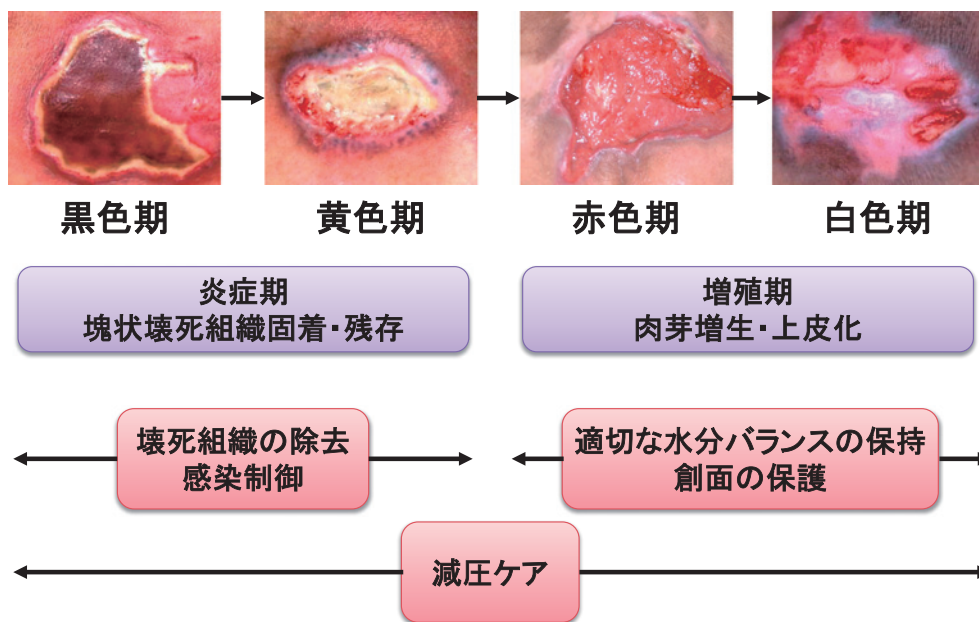 黒色期
黄色期
赤色期
白色期
炎症期
塊状壊死組織固着・残存
増殖期
肉芽増生・上皮化
壊死組織の除去
感染制御
適切な水分バランスの保持
創面の保護
減圧ケア